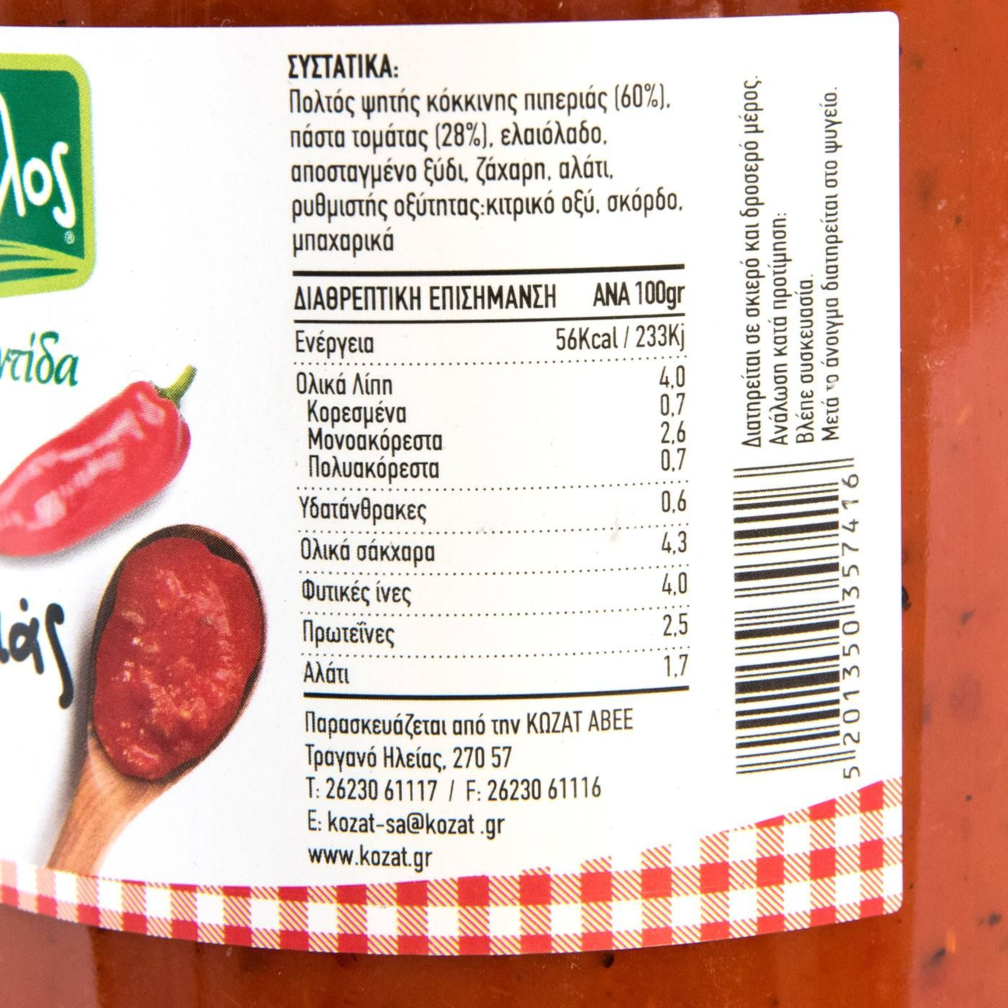 λος
®
ντίδα
ιάς
ΣΥΣΤΑΤΙΚΑ:
Πολτός ψητής κόκκινης πιπεριάς (60%),
πάστα τομάτας (28%), ελαιόλαδο,
αποσταγμένο ξύδι, ζάχαρη, αλάτι,
ρυθμιστής οξύτητας:κιτρικό οξύ, σκόρδο,
μπαχαρικά
ΔΙΑΘΡΕΠΤΙΚΗ ΕΠΙΣΗΜΑΝΣΗ ΑΝΑ 100gr
Ενέργεια 56Kcal / 233Kj
Ολικά Λίπη 4,0
Κορεσμένα 0,7
Μονοακόρεστα 2,6
Πολυακόρεστα 0,7
Υδατάνθρακες 0,6
Ολικά σάκχαρα 4,3
Φυτικές ίνες 4,0
Πρωτεΐνες 2,5
Αλάτι 1,7
Παρασκευάζεται από την ΚΩΖΑΤ ΑΒΕΕ
Τραγανό Ηλείας, 270 57
Τ: 26230 61117 / F: 26230 61116
E: kozat-sa@kozat .gr
www.kozat.gr
Διατηρείται σε σκιερό και δροσερό μέρος.
Ανάλωση κατά προτίμηση:
Βλέπε συσκευασία.
Μετά το άνοιγμα διατηρείται στο ψυγείο.
5 201350 357416